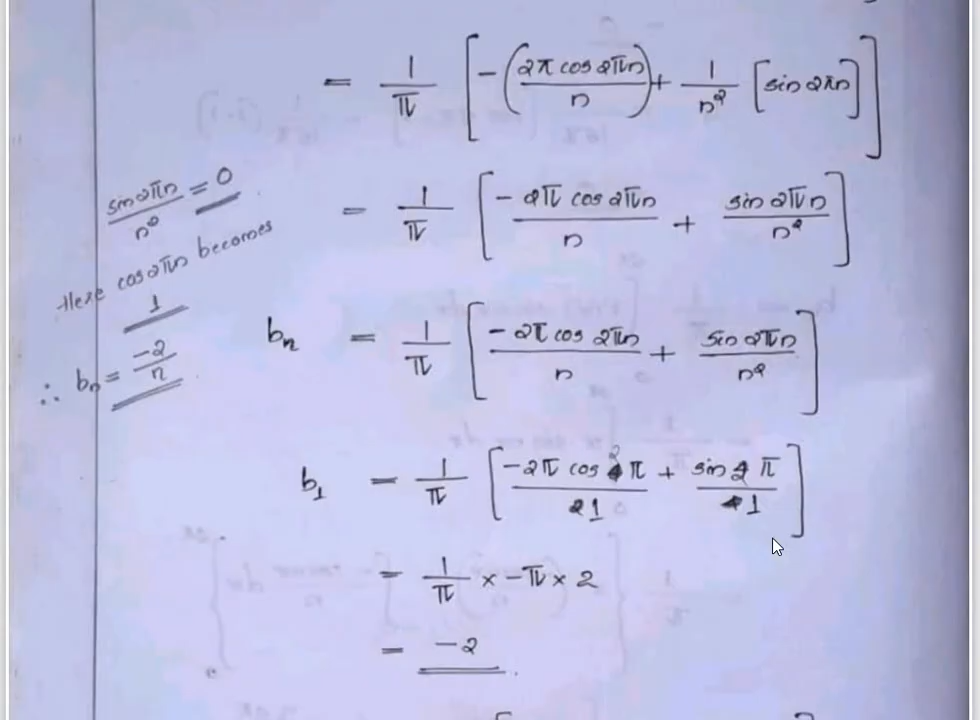 = 1/π [ -(2π cos 2πn / n) + 1/n² [sin 2πn] ]
sin 2πn / n² = 0
= 1/π [ -2π cos 2πn / n + sin 2πn / n² ]
Here cos 2πn becomes
1
∴ bn = -2/n
bn = 1/π [ -2π cos 2πn / n + sin 2πn / n² ]
b₁ = 1/π [ -2π cos 2π / 1 + sin 2π / 1 ]
= 1/π × -π × 2
= -2